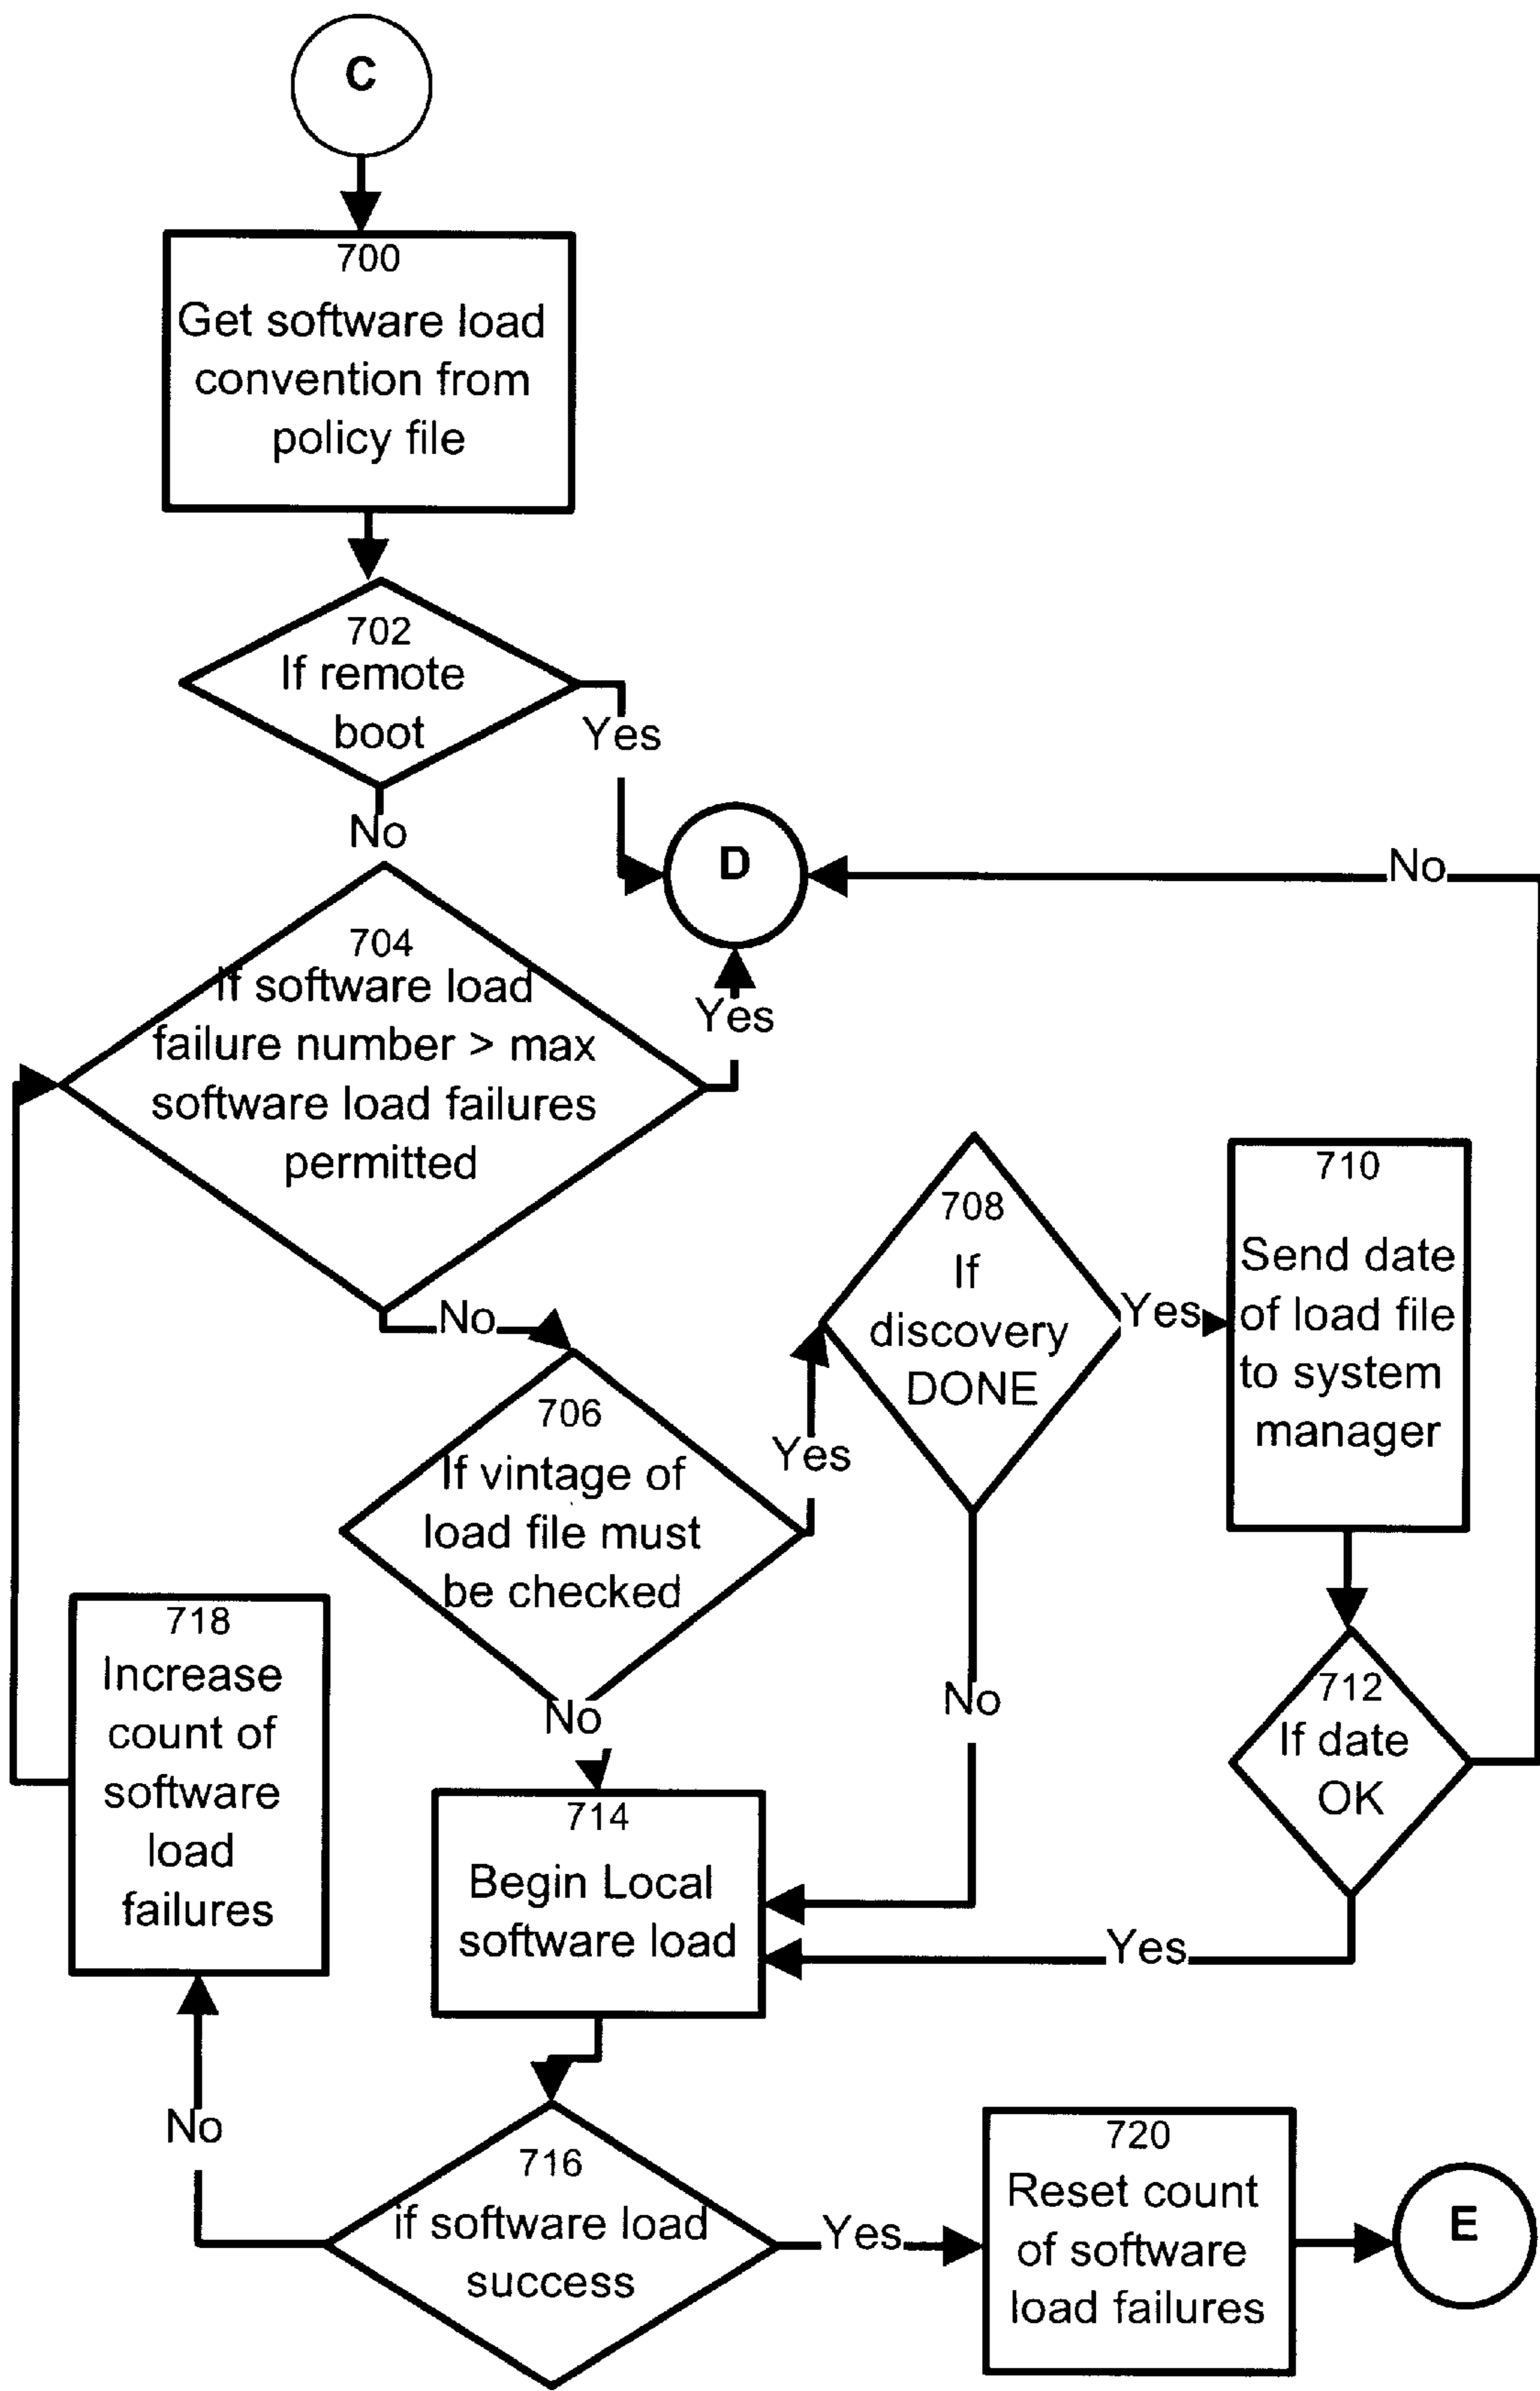 C
700
Get software load
convention from
policy file
702
If remote
boot
Yes
No
D
No
704
If software load
failure number > max
software load failures
permitted
Yes
No
706
If vintage of
load file must
be checked
Yes
No
708
If
discovery
DONE
Yes
No
710
Send date
of load file
to system
manager
712
If date
OK
Yes
718
Increase
count of
software
load
failures
714
Begin Local
software load
No
716
if software load
success
Yes
720
Reset count
of software
load failures
E